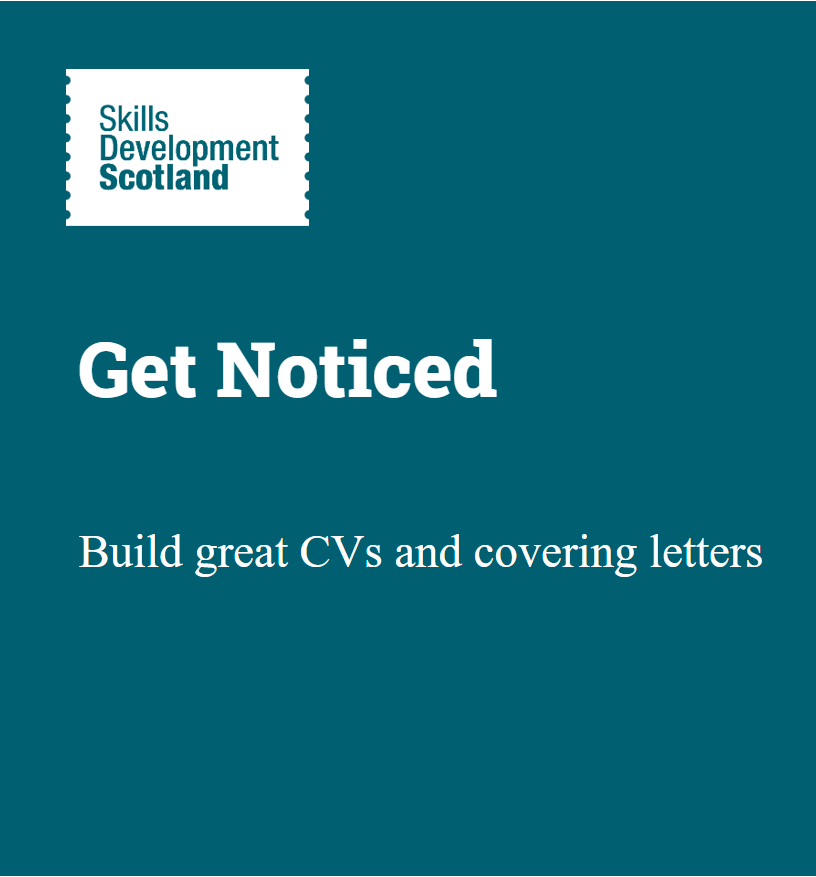 Skills
Development
Scotland
Get Noticed
Build great CVs and covering letters